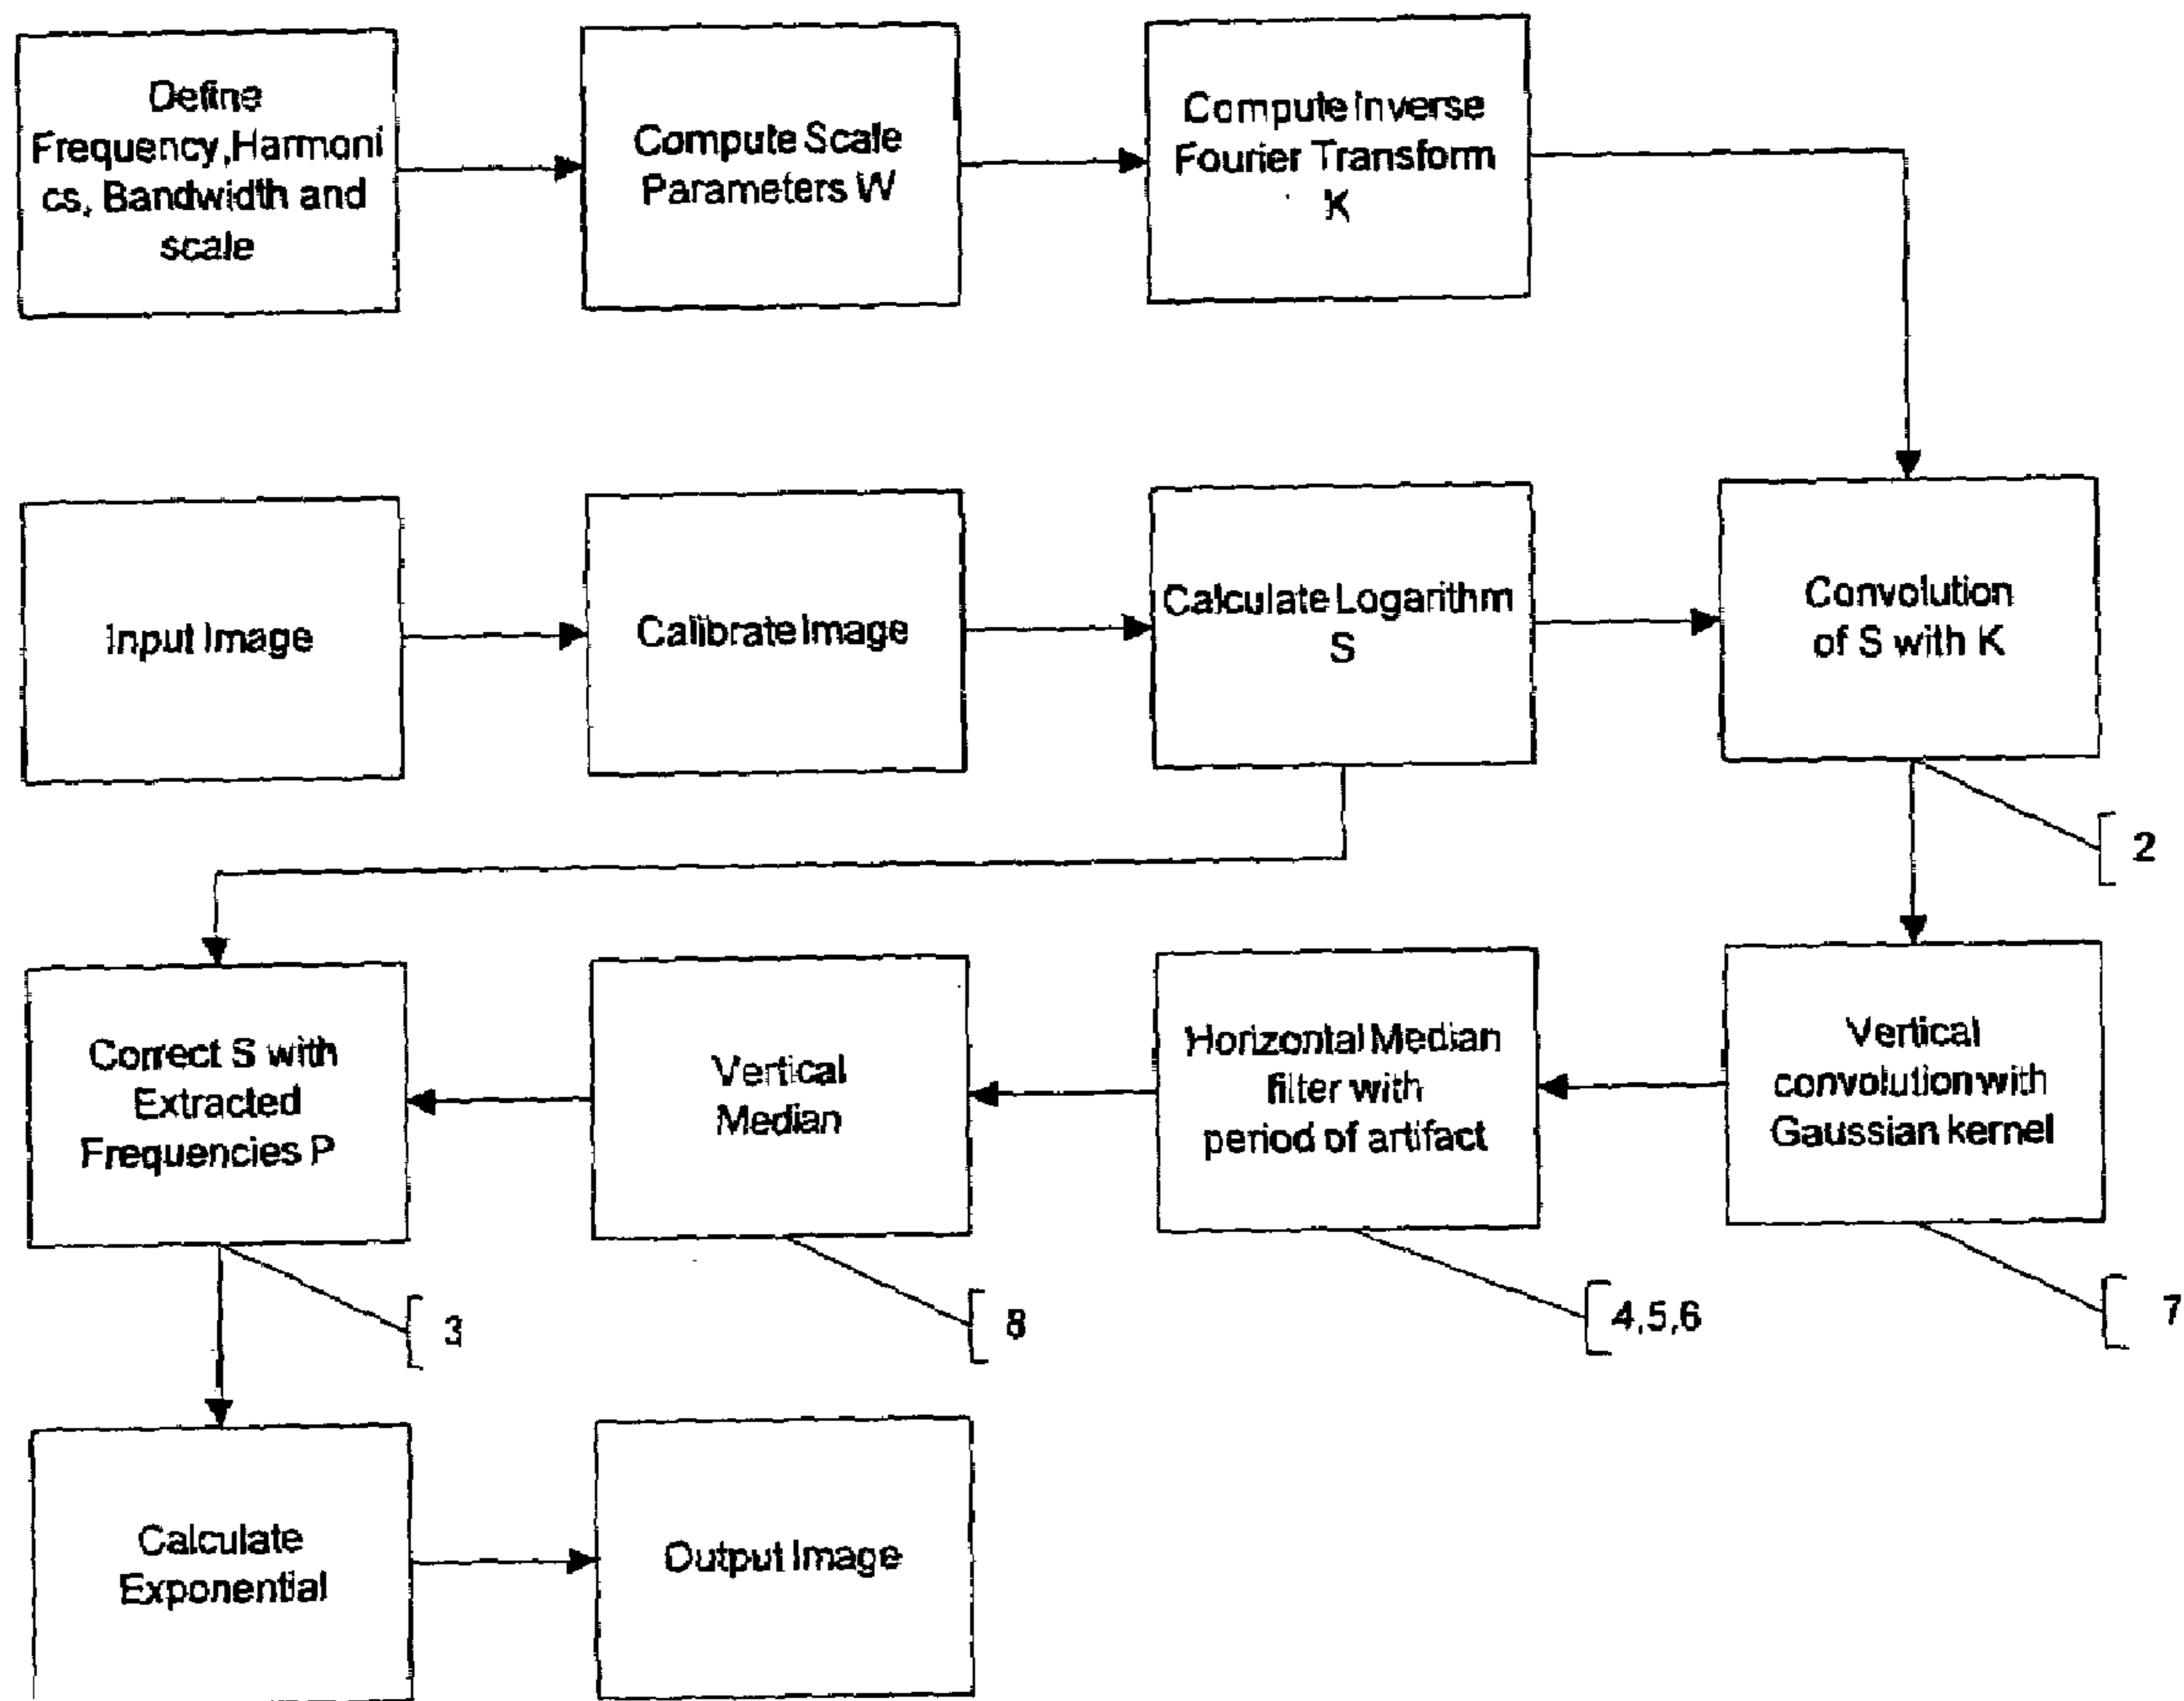 Define
Frequency,Harmoni
cs, Bandwidth and
scale
Compute Scale
Parameters W
Compute Inverse
Fourier Transform
K
Input Image
Calibrate Image
Calculate Logarithm
S
Convolution
of S with K
2
Correct S with
Extracted
Frequencies P
Vertical
Median
Horizontal Median
filter with
period of artifact
Vertical
convolution with
Gaussian kernel
3
8
4,5,6
7
Calculate
Exponential
Output Image